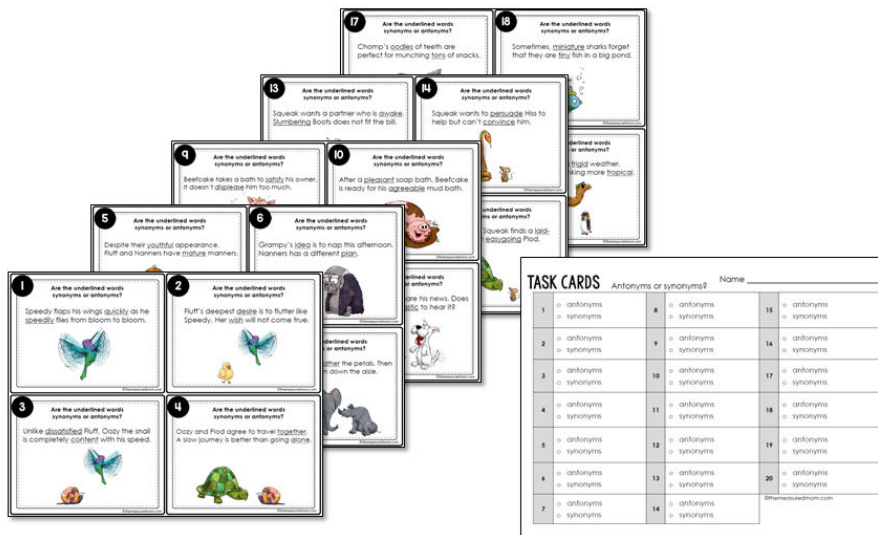 17
Are the underlined words
synonyms or antonyms?
Chomp's oodles of teeth are
perfect for munching tons of snacks.
18
Are the underlined words
synonyms or antonyms?
Sometimes, miniature sharks forget
that they are tiny fish in a big pond.
frigid weather.
king more tropical.
©themeasuredmom.com
13
Are the underlined words
synonyms or antonyms?
Squeak wants a partner who is awake.
Slumbering Boots does not fit the bill.
14
Are the underlined words
synonyms or antonyms?
Squeak wants to persuade Hiss to
help but can't convince him.
Squeak finds a laid-
easygoing Plod.
9
Are the underlined words
synonyms or antonyms?
Beefcake takes a bath to satisfy his owner.
It doesn't displease him too much.
10
Are the underlined words
synonyms or antonyms?
After a pleasant soap bath, Beefcake
is ready for his agreeable mud bath.
are his news. Does
astic to hear it?
5
Are the underlined words
synonyms or antonyms?
Despite their youthful appearance,
Fluff and Nanners have mature manners.
6
Are the underlined words
synonyms or antonyms?
Grampy's idea is to nap this afternoon.
Nanners has a different plan.
ather the petals. Then
m down the aisle.
1
Are the underlined words
synonyms or antonyms?
Speedy flaps his wings quickly as he
speedily flies from bloom to bloom.
2
Are the underlined words
synonyms or antonyms?
Fluff's deepest desire is to flutter like
Speedy. Her wish will not come true.
3
Are the underlined words
synonyms or antonyms?
Unlike dissatisfied Fluff, Oozy the snail
is completely content with his speed.
4
Are the underlined words
synonyms or antonyms?
Oozy and Plod agree to travel together.
A slow journey is better than going alone.
©themeasuredmom.com
TASK CARDS Antonyms or synonyms? Name
1 antonyms
synonyms
2 antonyms
synonyms
3 antonyms
synonyms
4 antonyms
synonyms
5 antonyms
synonyms
6 antonyms
synonyms
7 antonyms
synonyms
8 antonyms
synonyms
9 antonyms
synonyms
10 antonyms
synonyms
11 antonyms
synonyms
12 antonyms
synonyms
13 antonyms
synonyms
14 antonyms
synonyms
15 antonyms
synonyms
16 antonyms
synonyms
17 antonyms
synonyms
18 antonyms
synonyms
19 antonyms
synonyms
20 antonyms
synonyms
©themeasuredmom.com